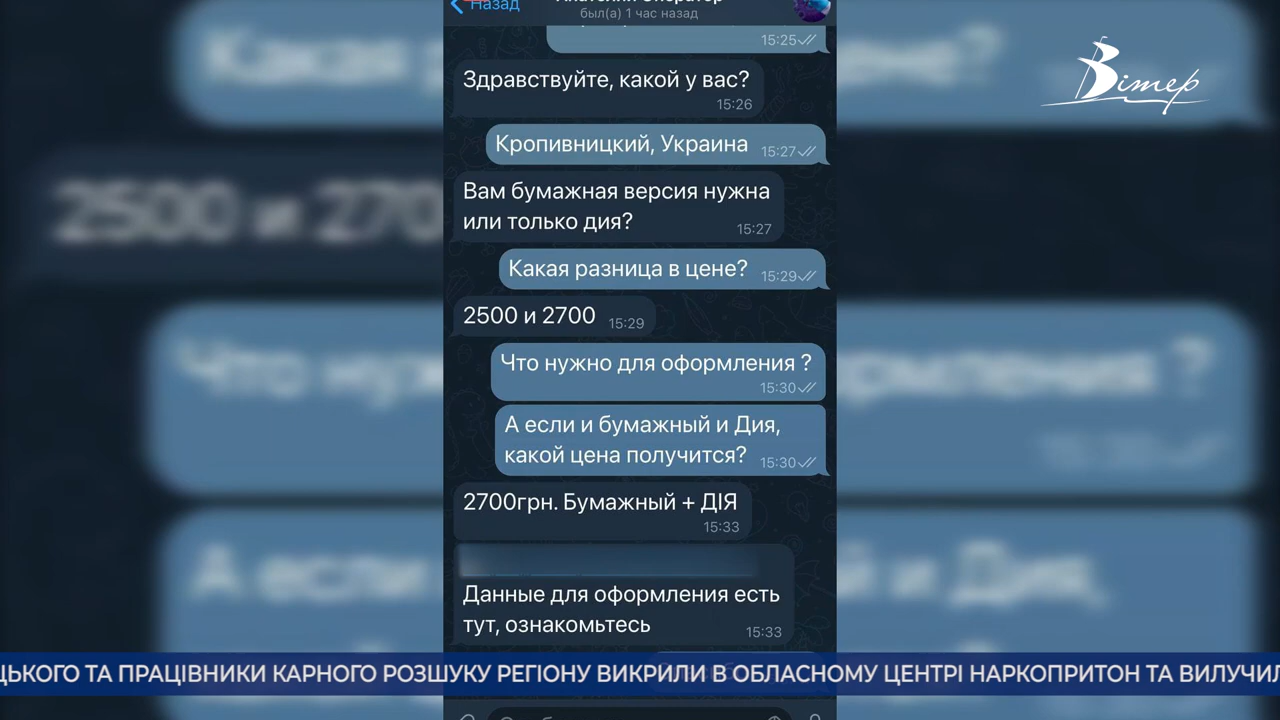 Назад
был(а) 1 час назад
15:25
Здравствуйте, какой у вас?
15:26
Кропивницкий, Украина
15:27
Вам бумажная версия нужна
или только дия?
15:27
Какая разница в цене?
15:29
2500 и 2700
15:29
Что нужно для оформления ?
15:30
А если и бумажный и Дия,
какой цена получится?
15:30
2700грн. Бумажный + ДІЯ
15:33
Данные для оформления есть
тут, ознакомьтесь
15:33
Вітер
ЦЬКОГО ТА ПРАЦІВНИКИ КАРНОГО РОЗШУКУ РЕГІОНУ ВИКРИЛИ В ОБЛАСНОМУ ЦЕНТРІ НАРКОПРИТОН ТА ВИЛУЧИЛ